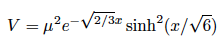 V = μ²e^{-√{2/3}x} sinh²(x/√6)